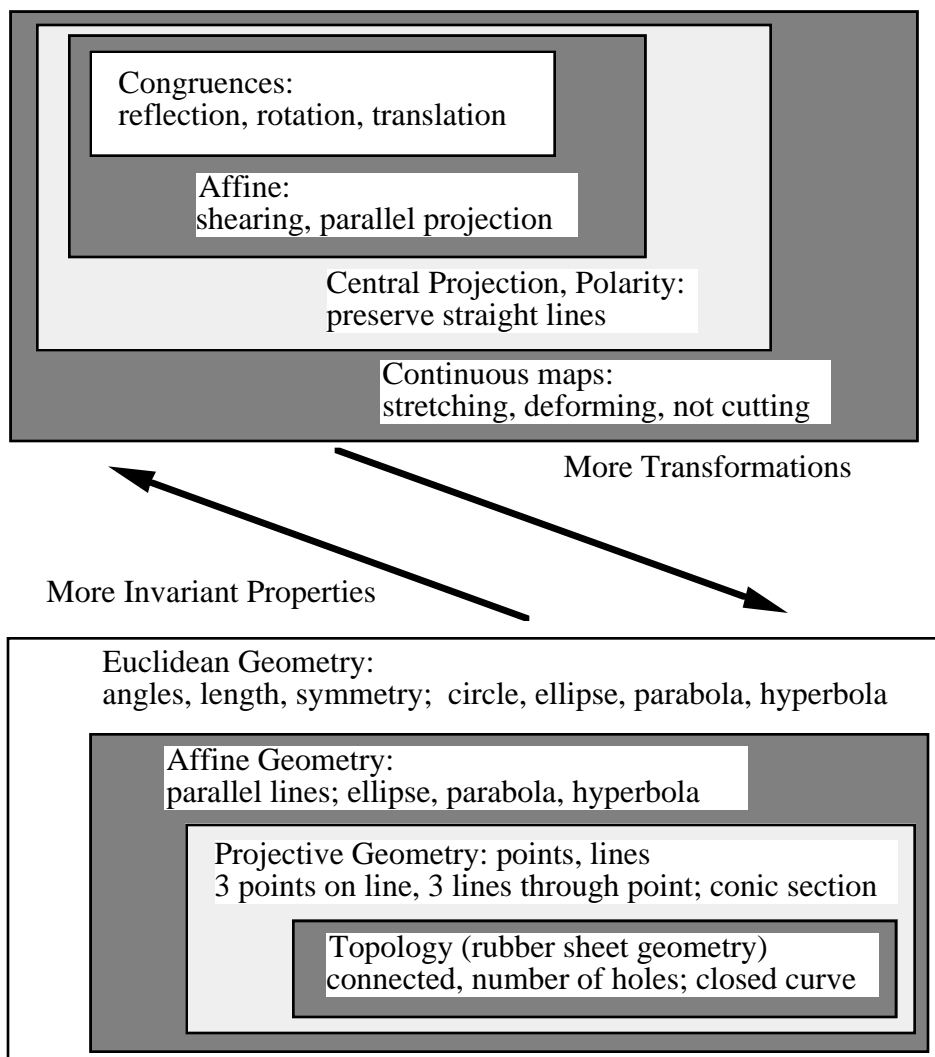 Congruences:
reflection, rotation, translation
Affine:
shearing, parallel projection
Central Projection, Polarity:
preserve straight lines
Continuous maps:
stretching, deforming, not cutting
More Transformations
More Invariant Properties
Euclidean Geometry:
angles, length, symmetry;  circle, ellipse, parabola, hyperbola
Affine Geometry:
parallel lines; ellipse, parabola, hyperbola
Projective Geometry: points, lines
3 points on line, 3 lines through point; conic section
Topology (rubber sheet geometry)
connected, number of holes; closed curve